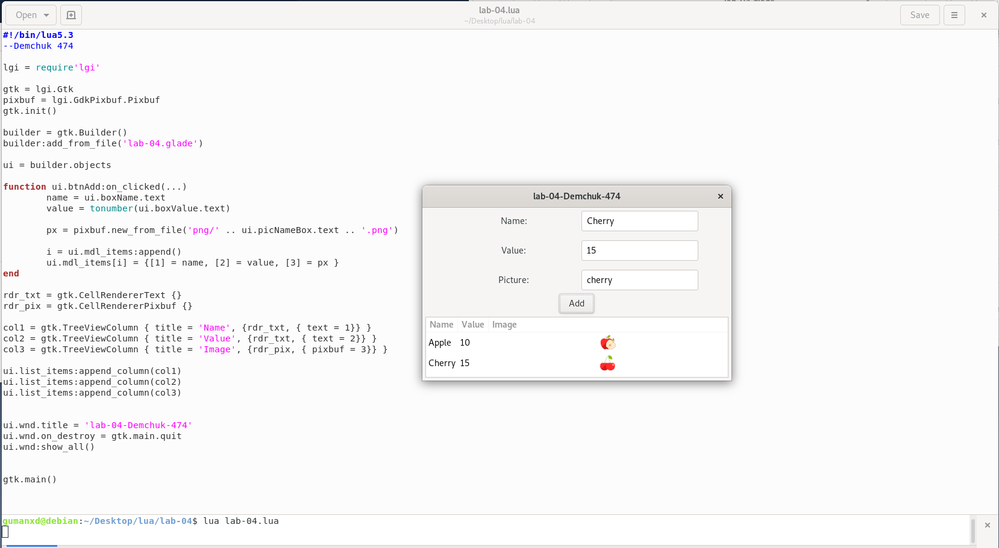 Open
lab-04.lua
~/Desktop/lua/lab-04
Save
#!/bin/lua5.3
--Demchuk 474
lgi = require'lgi'
gtk = lgi.Gtk
pixbuf = lgi.GdkPixbuf.Pixbuf
gtk.init()
builder = gtk.Builder()
builder:add_from_file('lab-04.glade')
ui = builder.objects
function ui.btnAdd:on_clicked(...)
name = ui.boxName.text
value = tonumber(ui.boxValue.text)
px = pixbuf.new_from_file('png/' .. ui.picNameBox.text .. '.png')
i = ui.mdl_items:append()
ui.mdl_items[i] = {[1] = name, [2] = value, [3] = px }
end
rdr_txt = gtk.CellRendererText {}
rdr_pix = gtk.CellRendererPixbuf {}
col1 = gtk.TreeViewColumn { title = 'Name', {rdr_txt, { text = 1}} }
col2 = gtk.TreeViewColumn { title = 'Value', {rdr_txt, { text = 2}} }
col3 = gtk.TreeViewColumn { title = 'Image', {rdr_pix, { pixbuf = 3}} }
ui.list_items:append_column(col1)
ui.list_items:append_column(col2)
ui.list_items:append_column(col3)
ui.wnd.title = 'lab-04-Demchuk-474'
ui.wnd.on_destroy = gtk.main.quit
ui.wnd:show_all()
gtk.main()
lab-04-Demchuk-474
Name: Cherry
Value: 15
Picture: cherry
Add
Name Value Image
Apple 10
Cherry 15
gumanxd@debian:~/Desktop/lua/lab-04$ lua lab-04.lua